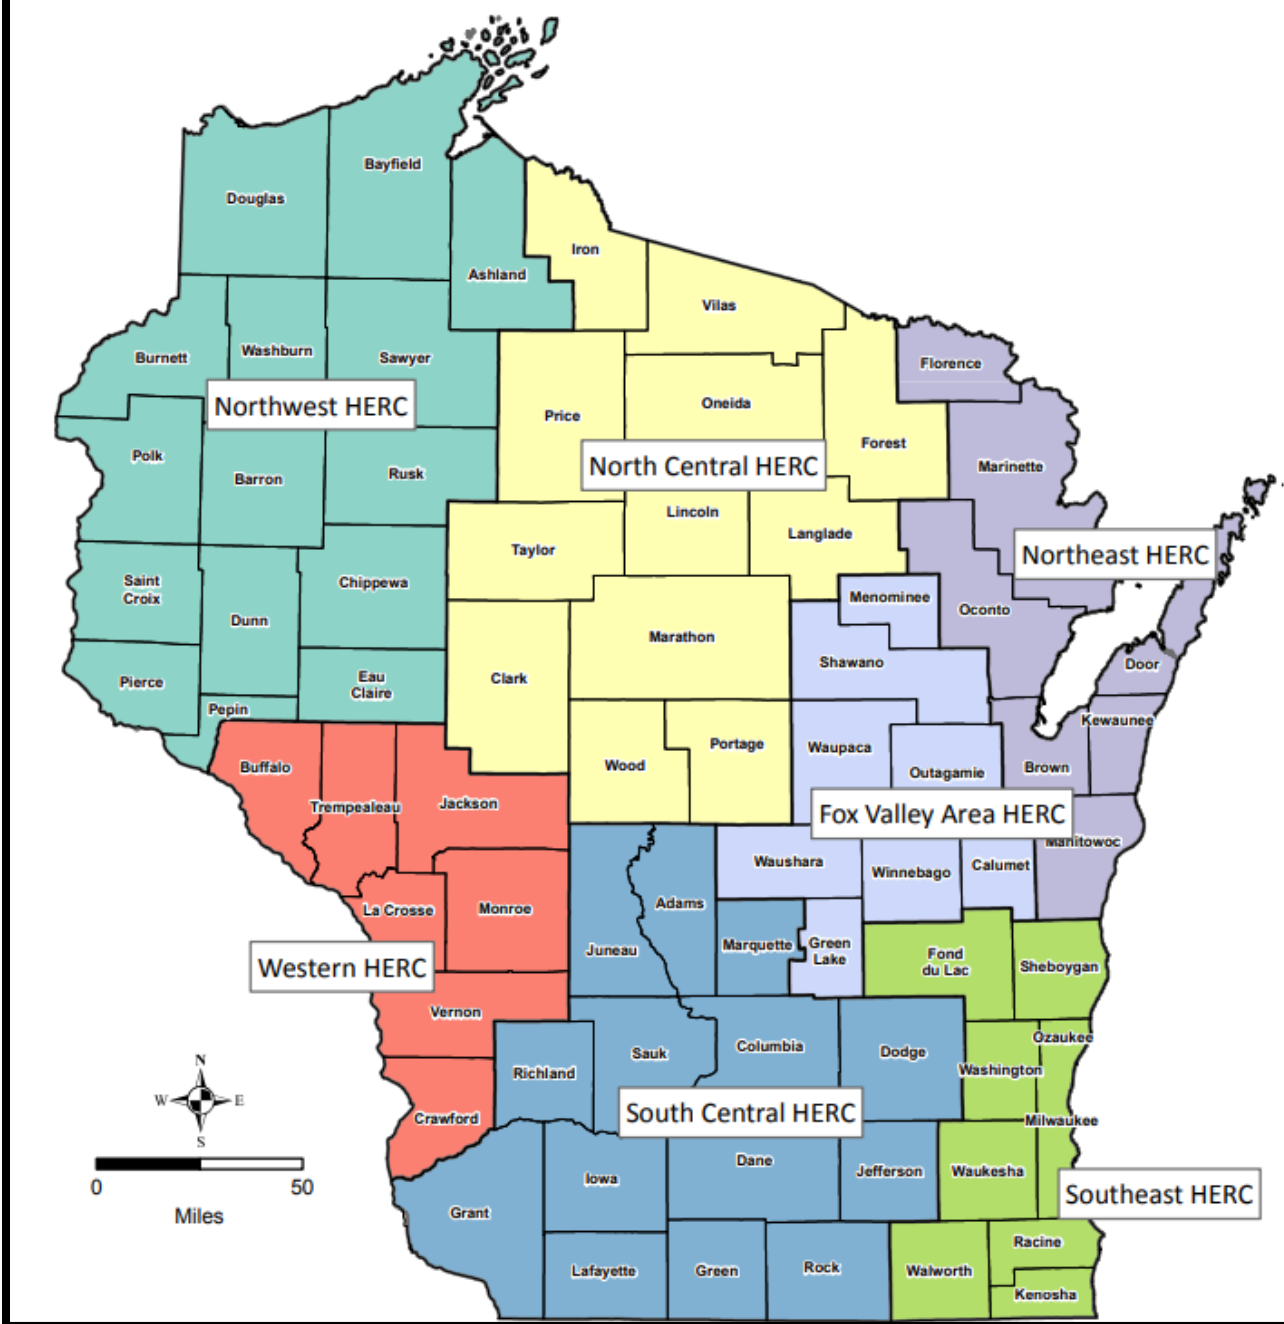 Bayfield
Douglas
Iron
Ashland
Vilas
Burnett
Washburn
Sawyer
Florence
Northwest HERC
Price
Oneida
Forest
Polk
Barron
Rusk
North Central HERC
Marinette
Lincoln
Langlade
Taylor
Northeast HERC
Saint
Croix
Chippewa
Menominee
Oconto
Dunn
Marathon
Shawano
Door
Pierce
Eau
Claire
Clark
Pepin
Kewaunee
Buffalo
Wood
Portage
Waupaca
Outagamie
Brown
Trempealeau
Jackson
Fox Valley Area HERC
Manitowoc
Waushara
Winnebago
Calumet
La Crosse
Monroe
Adams
Juneau
Marquette
Green
Lake
Fond
du Lac
Sheboygan
Western HERC
Vernon
Richland
Sauk
Columbia
Dodge
Ozaukee
Washington
N
W
E
S
Crawford
South Central HERC
Milwaukee
0
50
Miles
Iowa
Dane
Jefferson
Waukesha
Southeast HERC
Grant
Lafayette
Green
Rock
Walworth
Racine
Kenosha